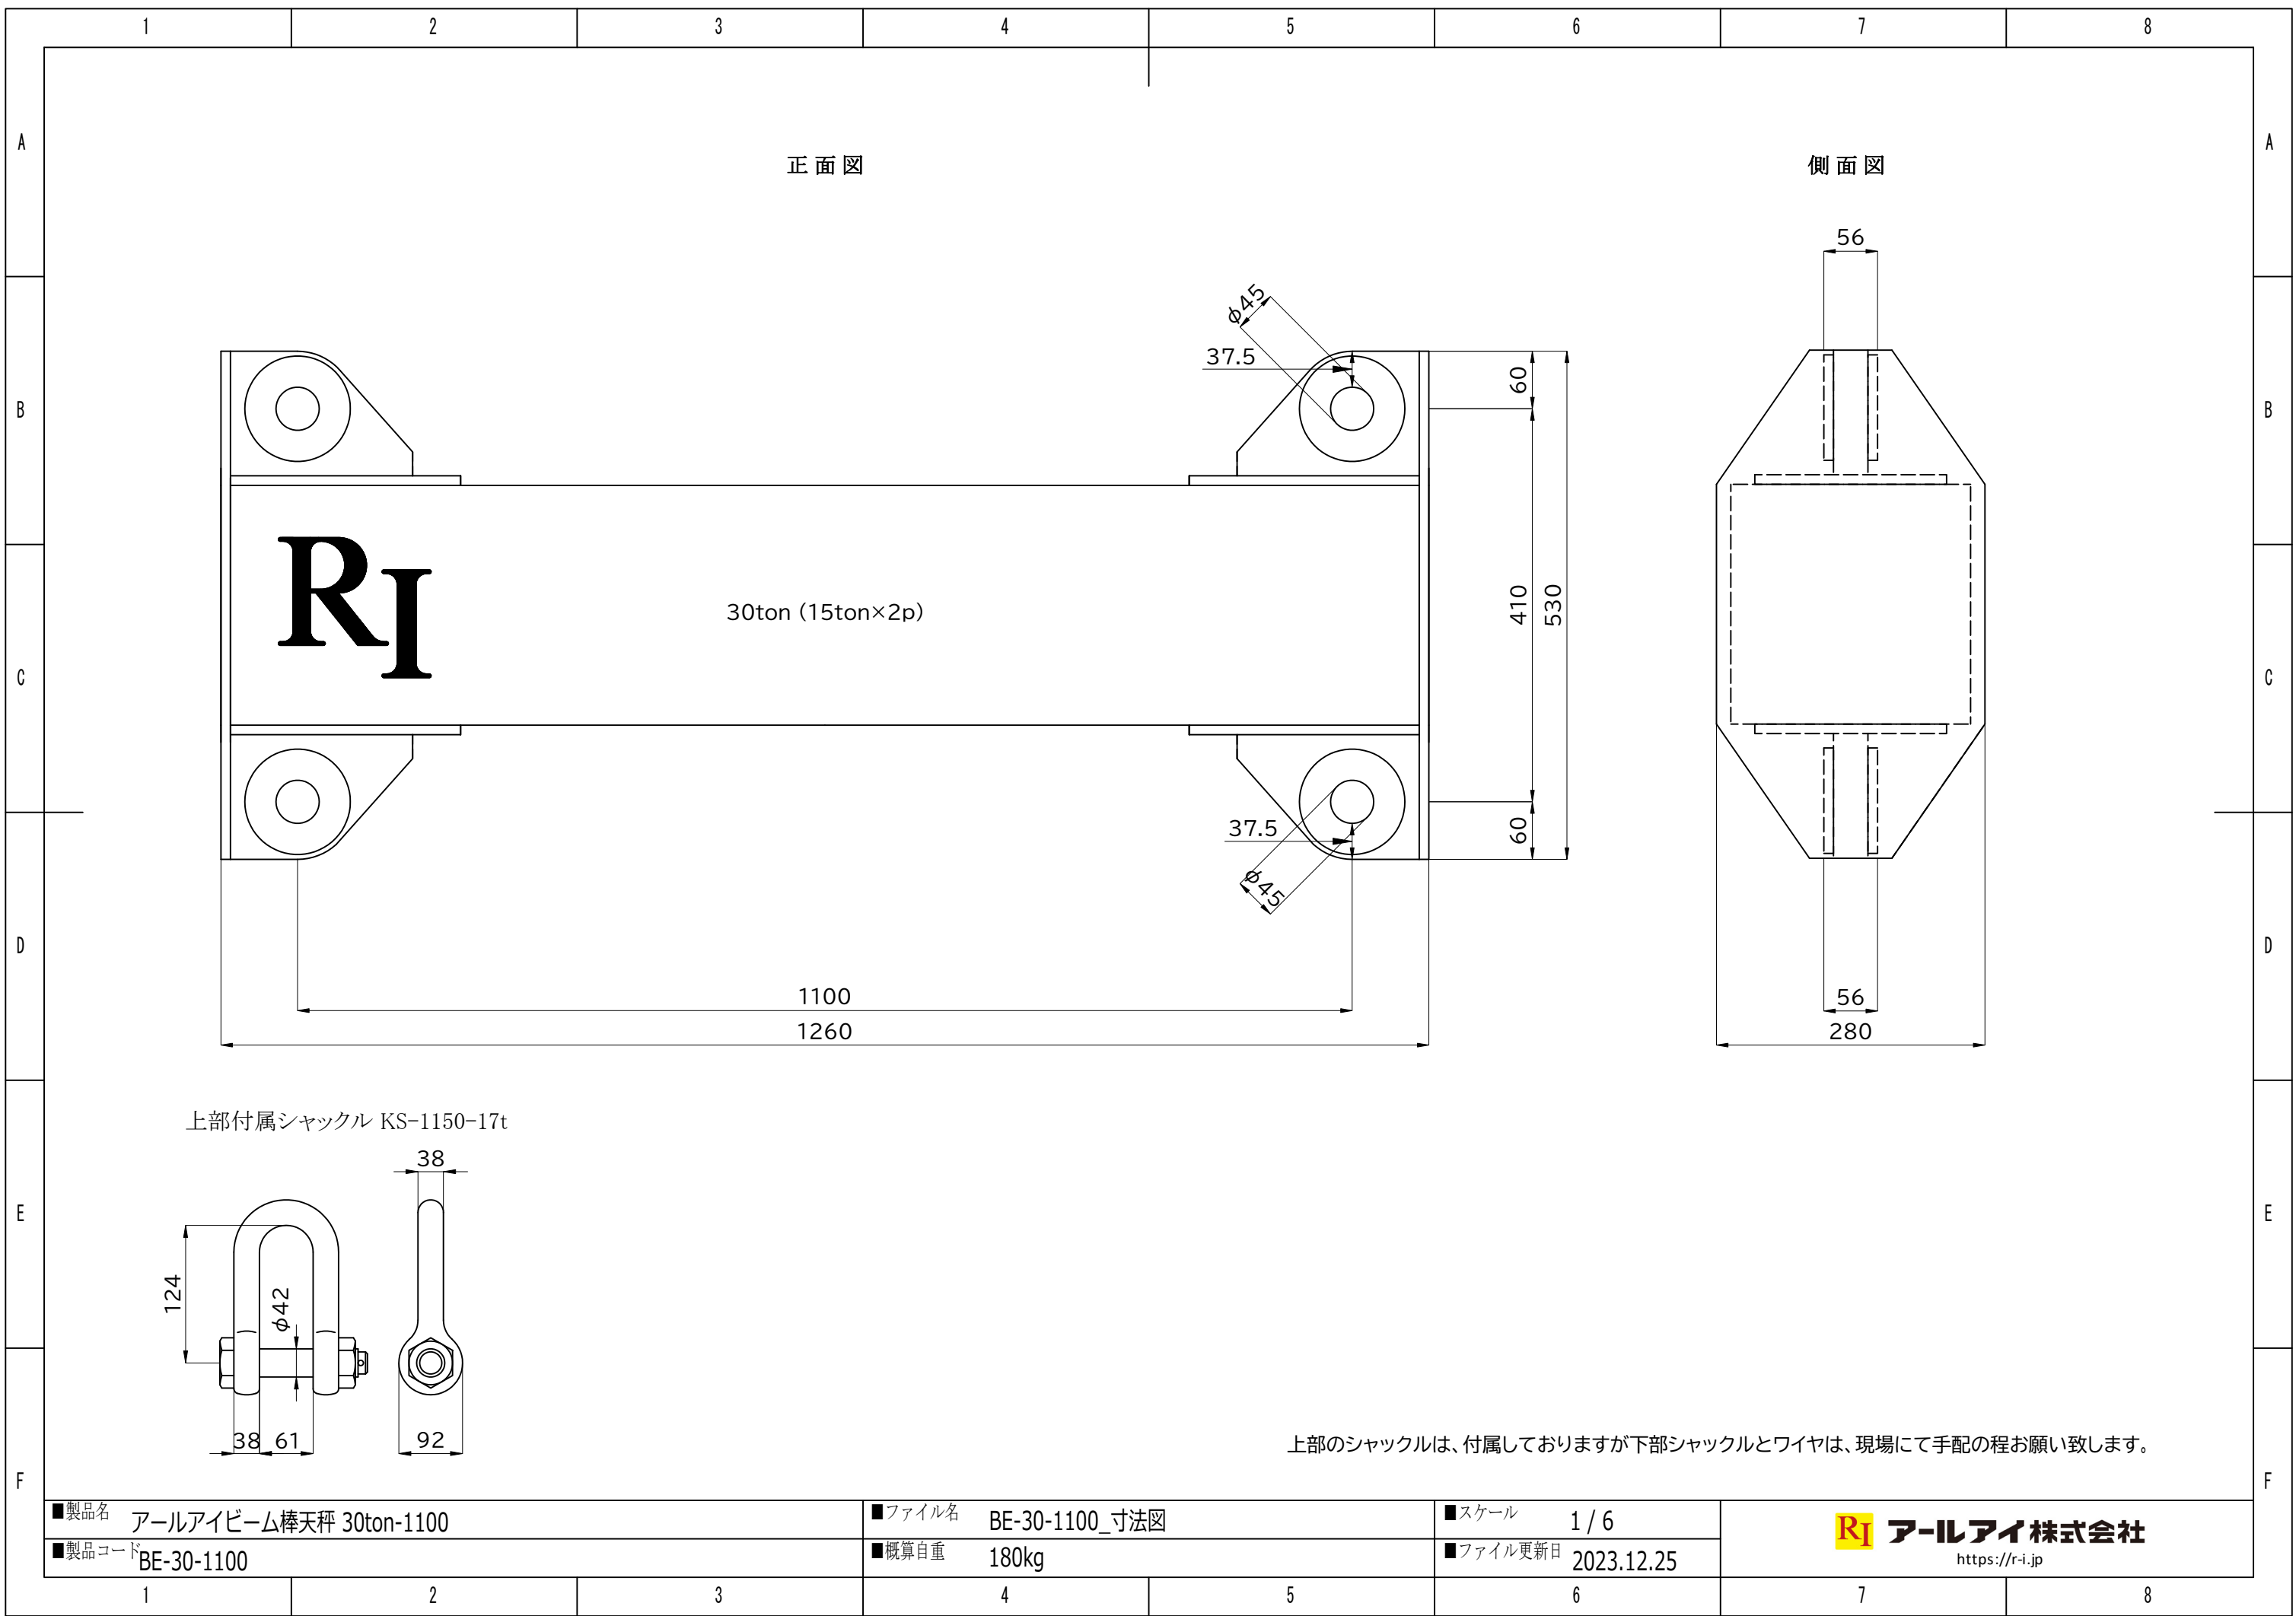 1 2 3 4 5 6 7 8
A A
正面図 側面図
56
φ45
37.5
60
B B
RI
30ton (15ton×2p)
410
530
C C
37.5
60
φ45
D D
1100
56
1260
280
上部付属シャックル KS-1150-17t
38
E E
124
φ42
38 61
92
上部のシャックルは、付属しておりますが下部シャックルとワイヤは、現場にて手配の程お願い致します。
F F
■製品名 アールアイビーム棒天秤 30ton-1100
■ファイル名 BE-30-1100_寸法図
■スケール 1 / 6
RI アールアイ株式会社
https://r-i.jp
■製品コード BE-30-1100
■概算自重 180kg
■ファイル更新日 2023.12.25
1 2 3 4 5 6 7 8